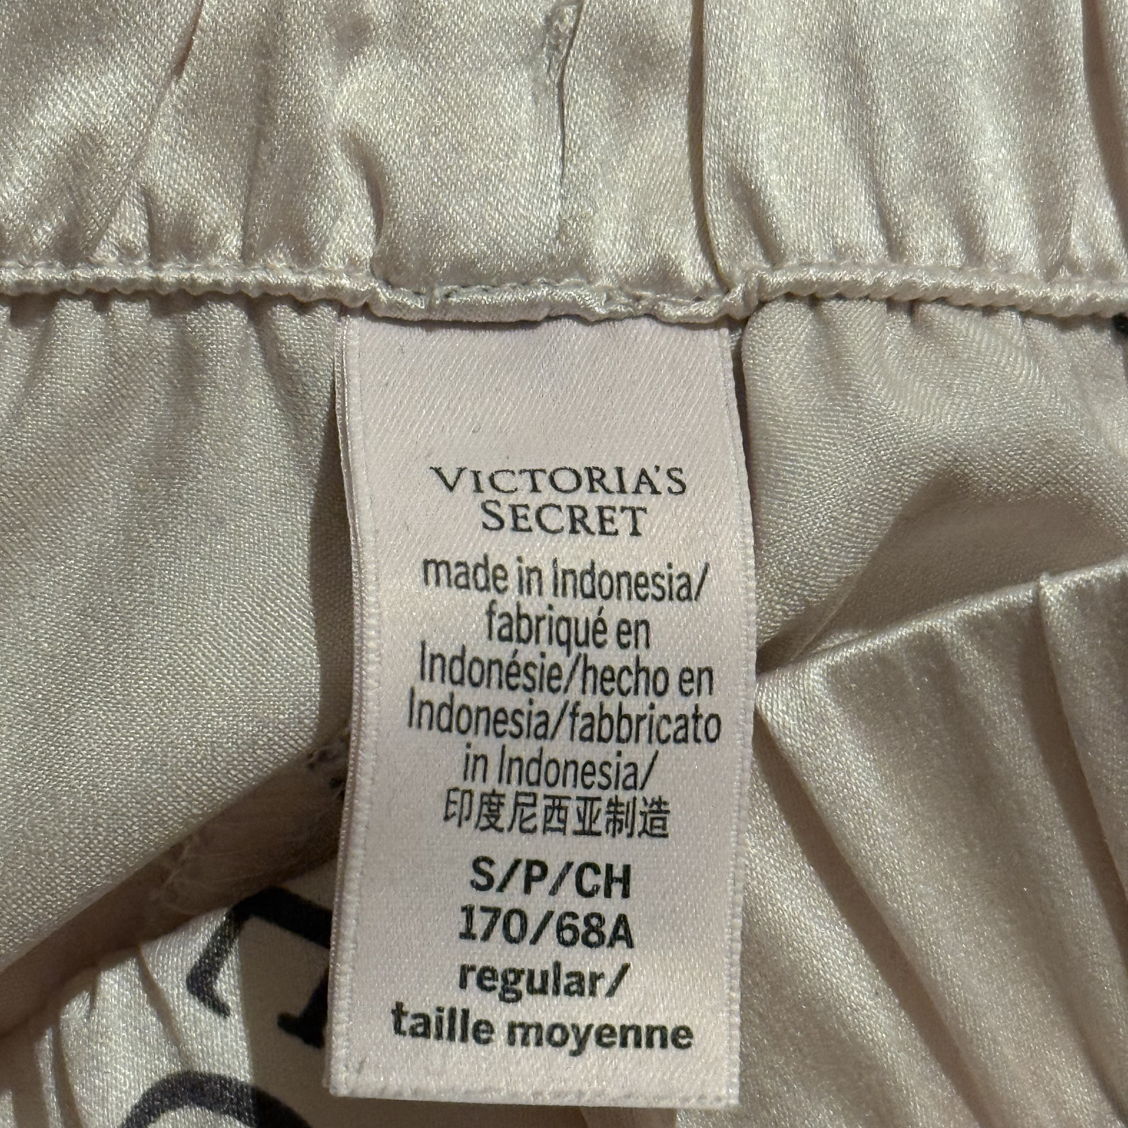 VICTORIA'S
SECRET
made in Indonesia/
fabriqué en
Indonésie/hecho en
Indonesia/fabbricato
in Indonesia/
印度尼西亚制造
S/P/CH
170/68A
regular/
taille moyenne